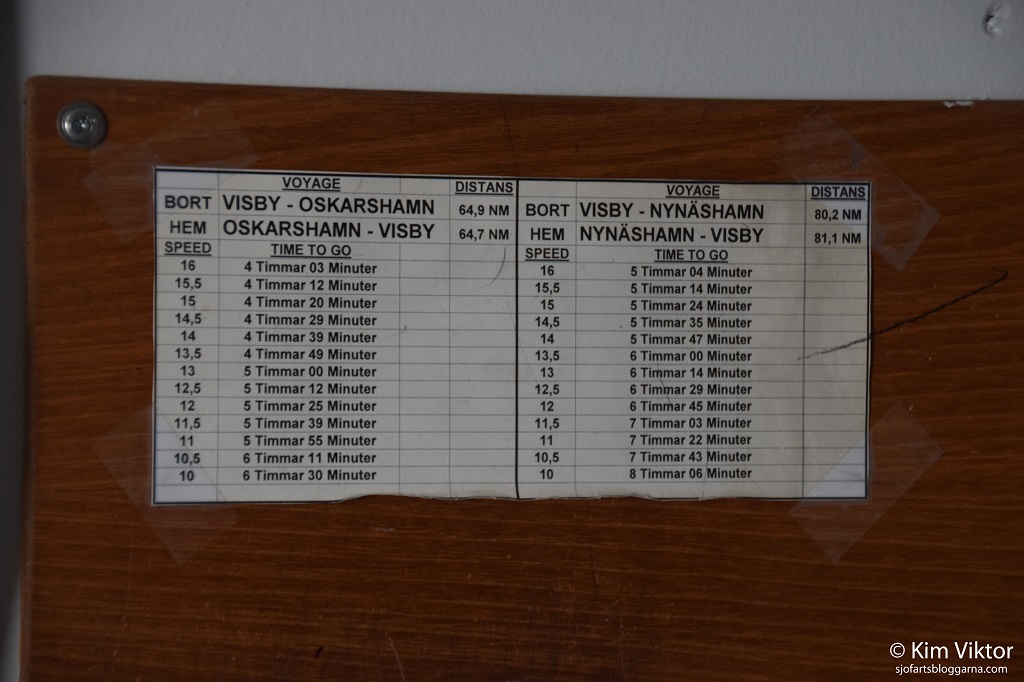 VOYAGE DISTANS
BORT VISBY - OSKARSHAMN 64,9 NM
HEM OSKARSHAMN - VISBY 64,7 NM
SPEED TIME TO GO
16 4 Timmar 03 Minuter
15,5 4 Timmar 12 Minuter
15 4 Timmar 20 Minuter
14,5 4 Timmar 29 Minuter
14 4 Timmar 39 Minuter
13,5 4 Timmar 49 Minuter
13 5 Timmar 00 Minuter
12,5 5 Timmar 12 Minuter
12 5 Timmar 25 Minuter
11,5 5 Timmar 39 Minuter
11 5 Timmar 55 Minuter
10,5 6 Timmar 11 Minuter
10 6 Timmar 30 Minuter
VOYAGE DISTANS
BORT VISBY - NYNÄSHAMN 80,2 NM
HEM NYNÄSHAMN - VISBY 81,1 NM
SPEED TIME TO GO
16 5 Timmar 04 Minuter
15,5 5 Timmar 14 Minuter
15 5 Timmar 24 Minuter
14,5 5 Timmar 35 Minuter
14 5 Timmar 47 Minuter
13,5 6 Timmar 00 Minuter
13 6 Timmar 14 Minuter
12,5 6 Timmar 29 Minuter
12 6 Timmar 45 Minuter
11,5 7 Timmar 03 Minuter
11 7 Timmar 22 Minuter
10,5 7 Timmar 43 Minuter
10 8 Timmar 06 Minuter
© Kim Viktor
sjofartsbloggarna.com